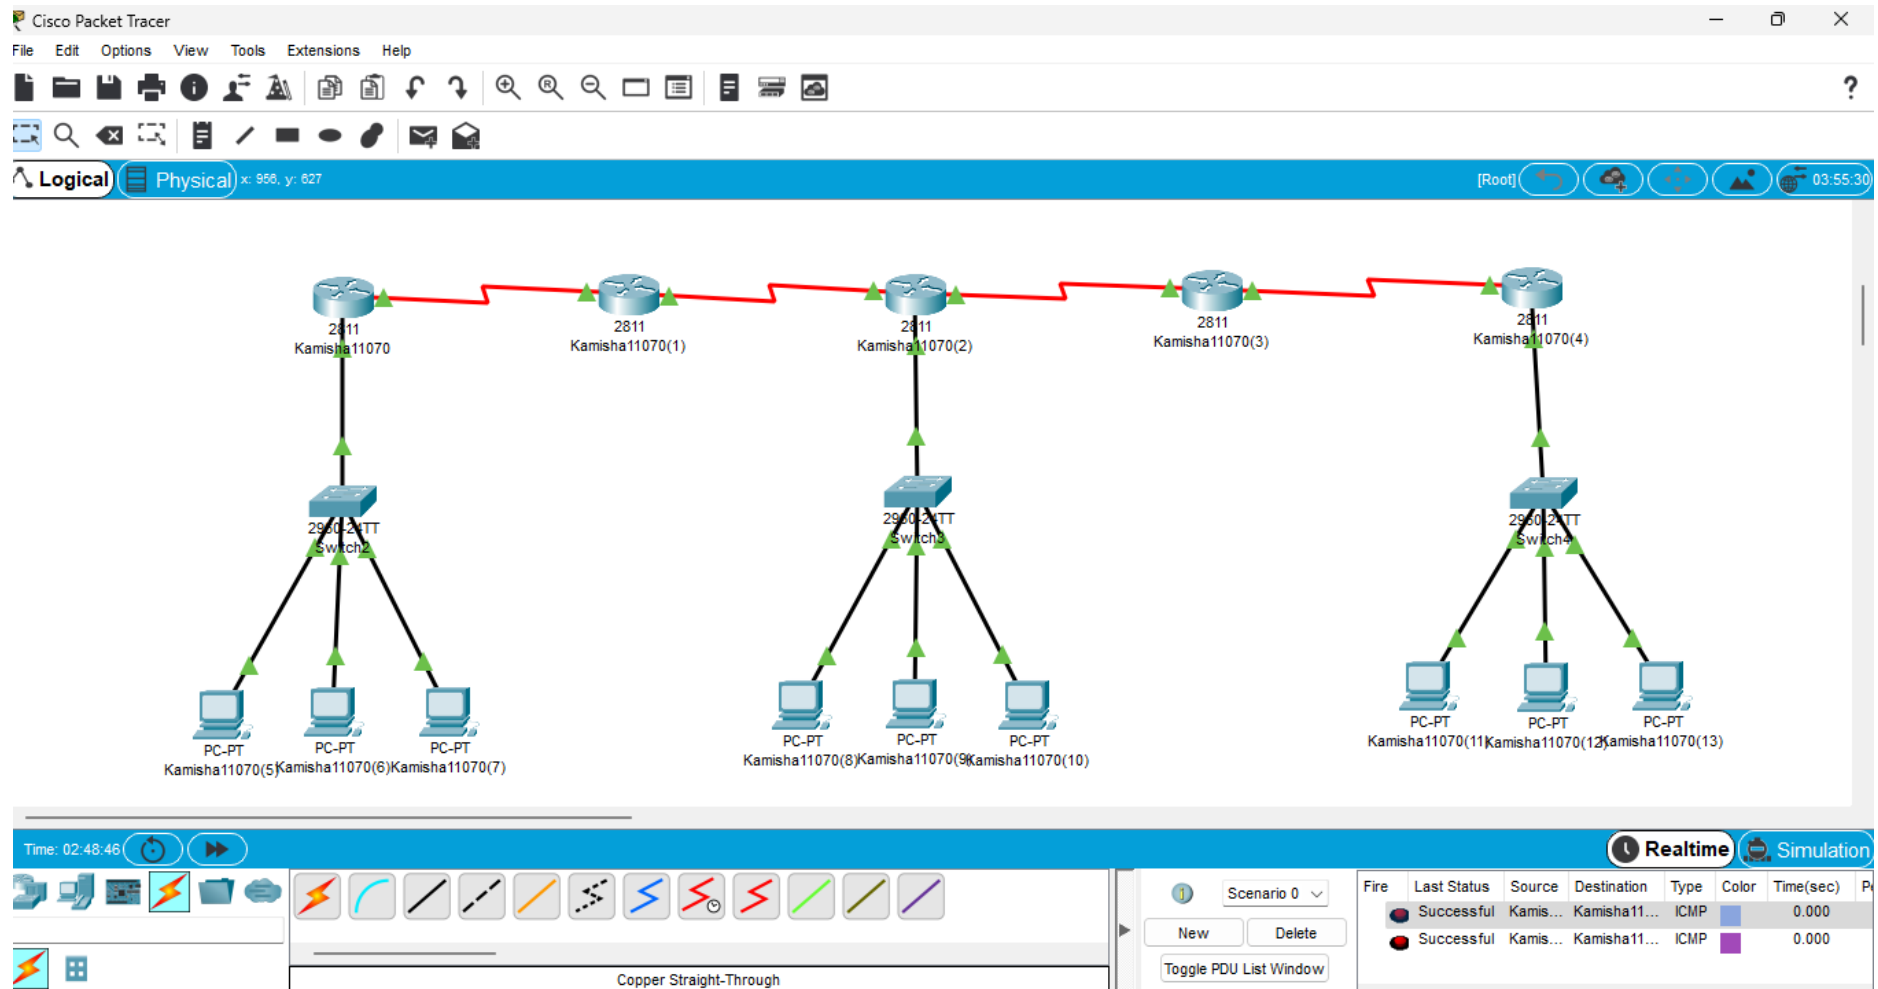 Cisco Packet Tracer
File Edit Options View Tools Extensions Help
R
?
Logical Physical x: 956, y: 627 [Root] 03:55:30
2811
Kamisha11070
2811
Kamisha11070(1)
2811
Kamisha11070(2)
2811
Kamisha11070(3)
2811
Kamisha11070(4)
2950-24TT
Switch2
2950-24TT
Switch3
2950-24TT
Switch4
PC-PT
Kamisha11070(5)
PC-PT
Kamisha11070(6)
PC-PT
Kamisha11070(7)
PC-PT
Kamisha11070(8)
PC-PT
Kamisha11070(9)
PC-PT
Kamisha11070(10)
PC-PT
Kamisha11070(11)
PC-PT
Kamisha11070(12)
PC-PT
Kamisha11070(13)
Time: 02:48:46 Realtime Simulation
Scenario 0
New Delete
Toggle PDU List Window
Fire Last Status Source Destination Type Color Time(sec) Pe
Successful Kamis... Kamisha11... ICMP 0.000
Successful Kamis... Kamisha11... ICMP 0.000
Copper Straight-Through